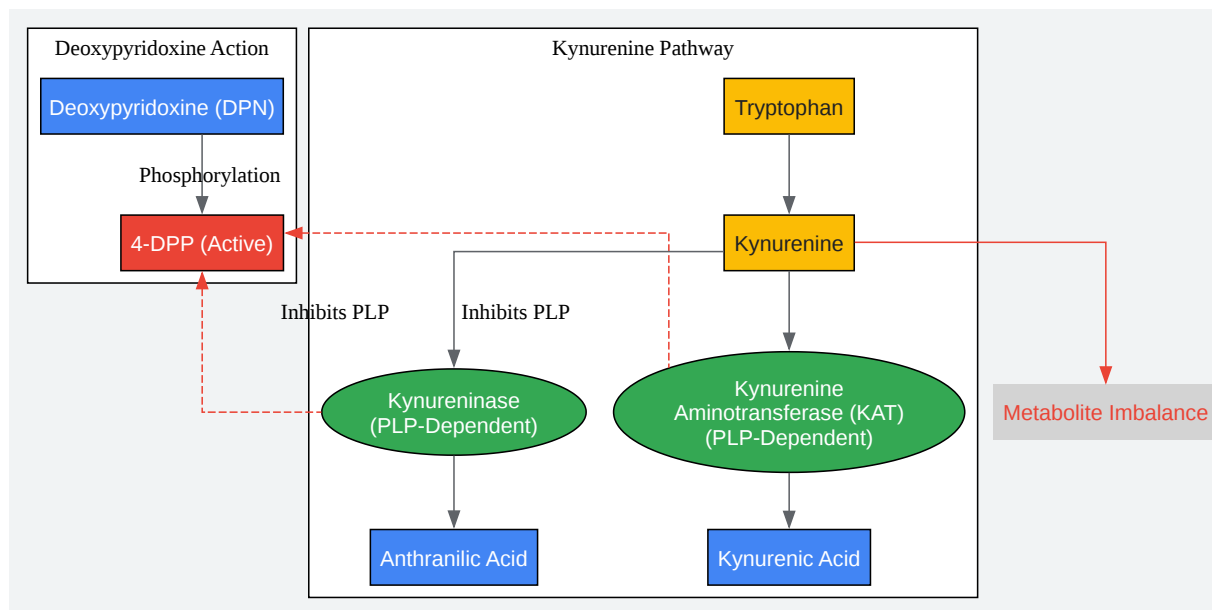 Deoxypyridoxine Action
Kynurenine Pathway
Deoxypyridoxine (DPN)
Tryptophan
Phosphorylation
4-DPP (Active)
Kynurenine
Inhibits PLP
Inhibits PLP
Kynureninase
(PLP-Dependent)
Kynurenine
Aminotransferase (KAT)
(PLP-Dependent)
Metabolite Imbalance
Anthranilic Acid
Kynurenic Acid